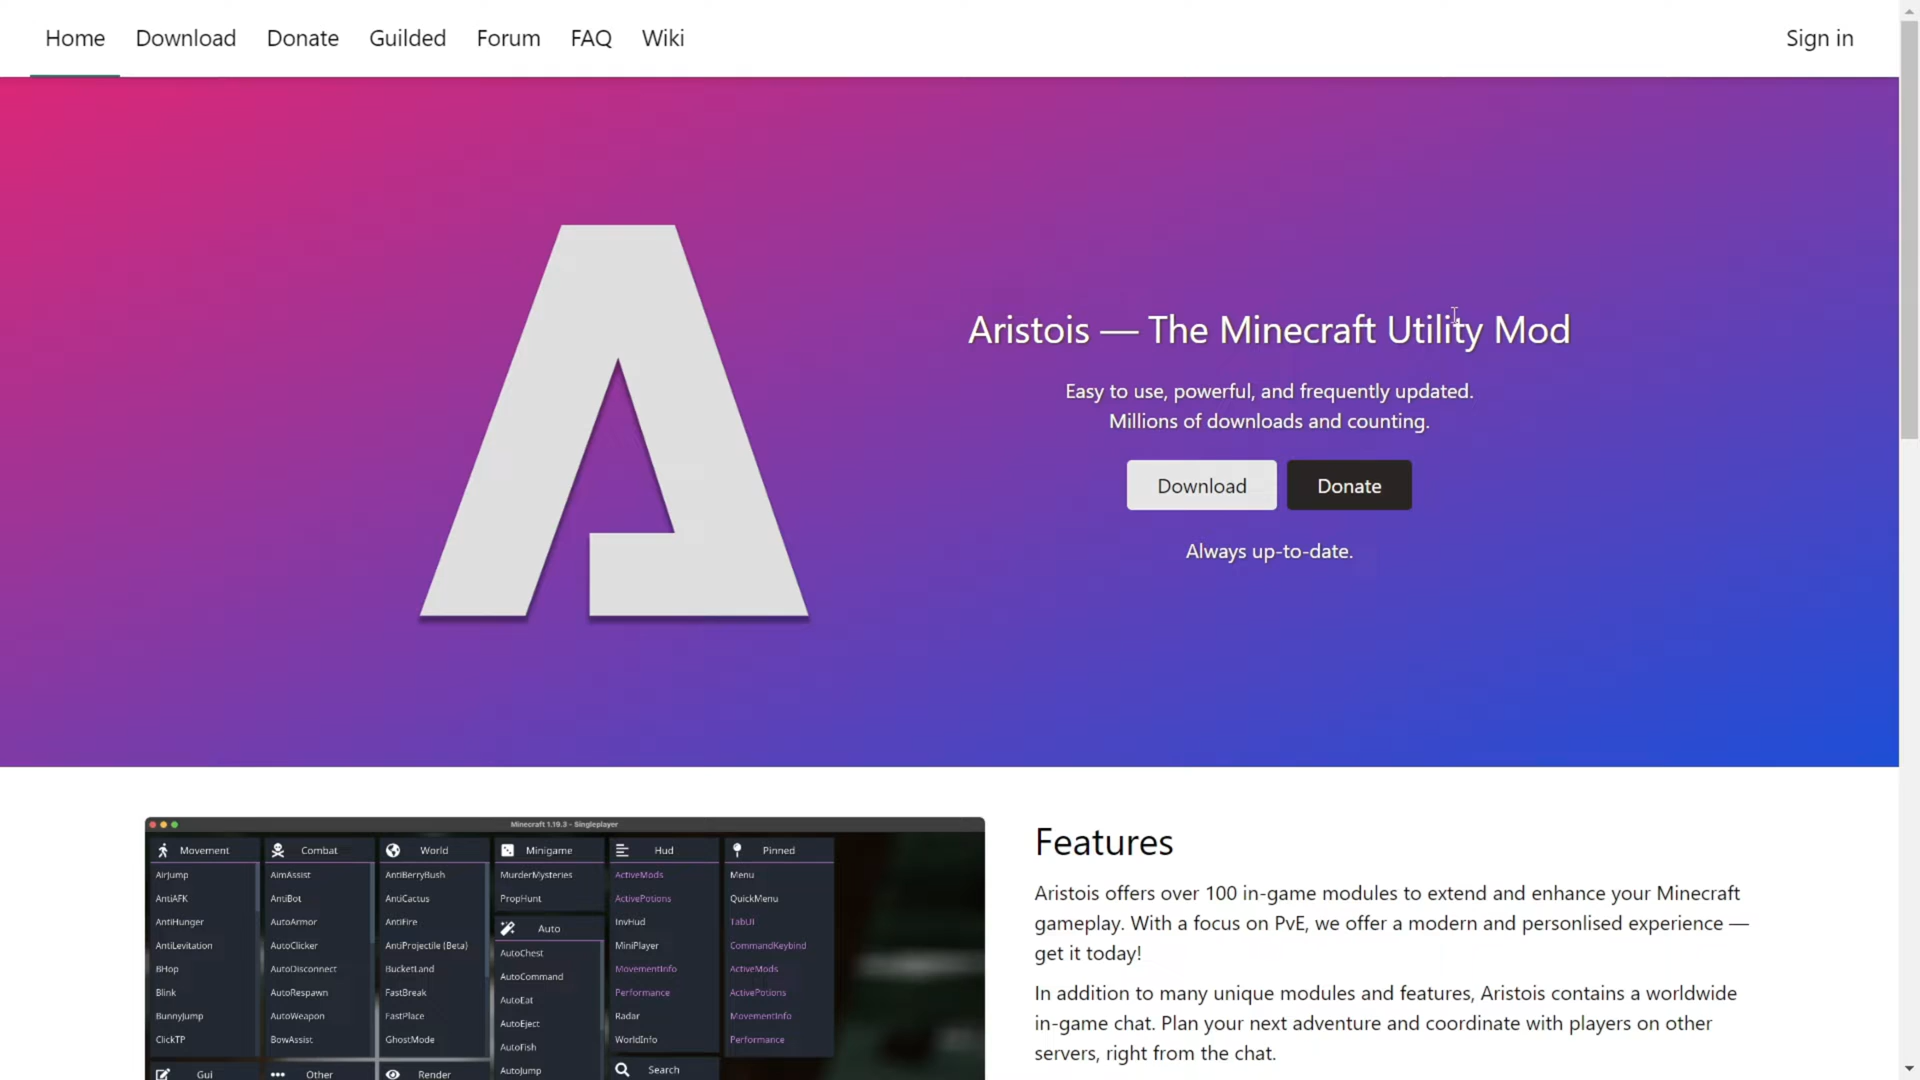 Home Download Donate Guilded Forum FAQ Wiki Sign in
Aristois — The Minecraft Utility Mod
Easy to use, powerful, and frequently updated.
Millions of downloads and counting.
Download Donate
Always up-to-date.
Minecraft 1.19.3 - Singleplayer
Movement
AirJump
AntiAFK
AntiHunger
AntiLevitation
BHop
Blink
BunnyJump
ClickTP
Gui
Combat
AimAssist
AntiBot
AutoArmor
AutoClicker
AutoDisconnect
AutoRespawn
AutoWeapon
BowAssist
Other
World
AntiBerryBush
AntiCactus
AntiFire
AntiProjectile (Beta)
BucketLand
FastBreak
FastPlace
GhostMode
Render
Minigame
MurderMysteries
PropHunt
Auto
AutoChest
AutoCommand
AutoEat
AutoEject
AutoFish
AutoJump
Hud
ActiveMods
ActivePotions
InvHud
MiniPlayer
MovementInfo
Performance
Radar
WorldInfo
Search
Pinned
Menu
QuickMenu
TabUI
CommandKeybind
ActiveMods
ActivePotions
MovementInfo
Performance
Features
Aristois offers over 100 in-game modules to extend and enhance your Minecraft
gameplay. With a focus on PvE, we offer a modern and personlised experience —
get it today!
In addition to many unique modules and features, Aristois contains a worldwide
in-game chat. Plan your next adventure and coordinate with players on other
servers, right from the chat.